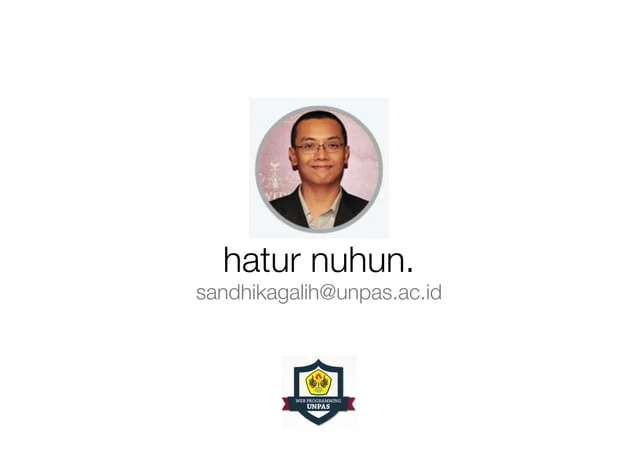 hatur nuhun.
sandhikagalih@unpas.ac.id
WEB PROGRAMMING
UNPAS